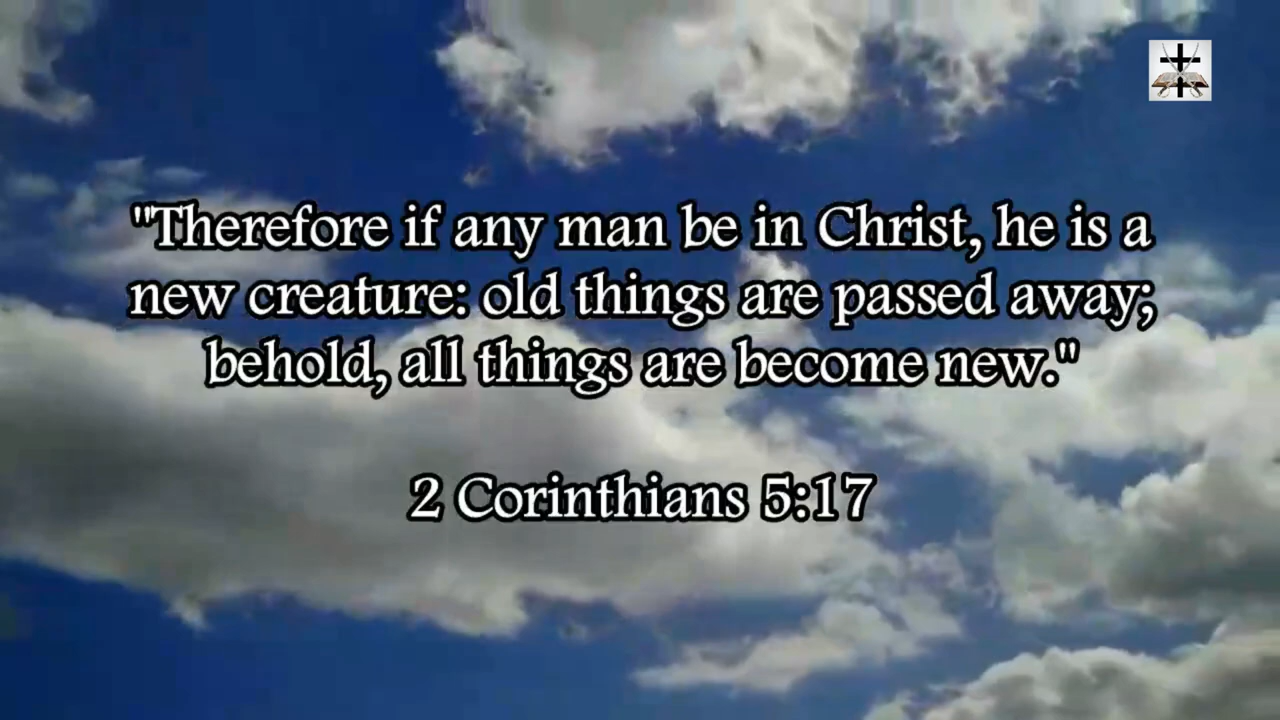 "Therefore if any man be in Christ, he is a
new creature: old things are passed away;
behold, all things are become new."
2 Corinthians 5:17